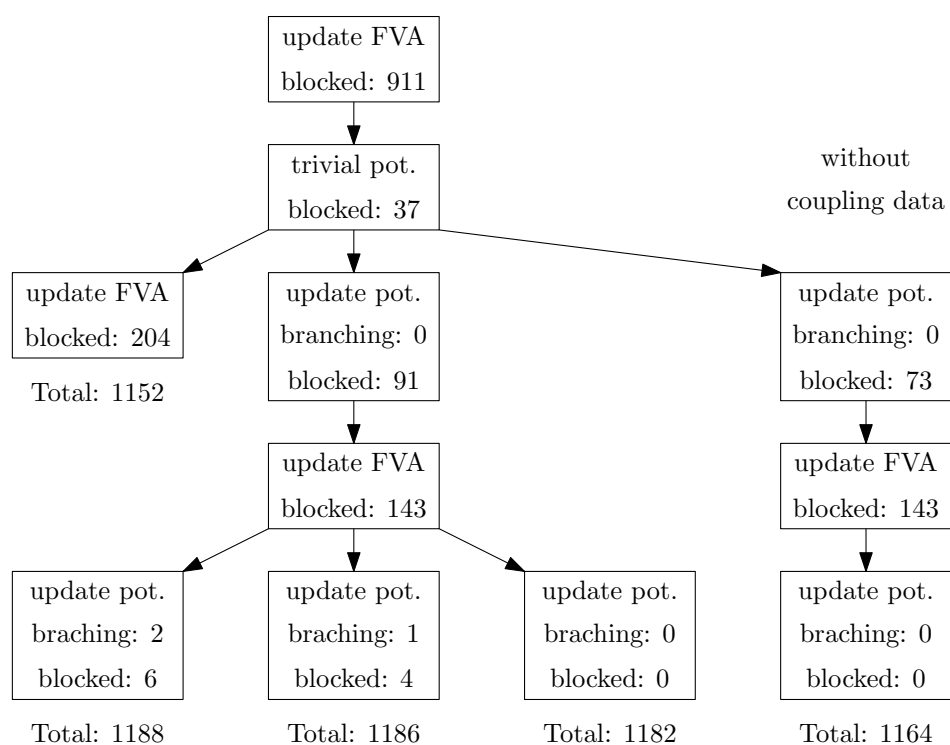 update FVA
blocked: 911
trivial pot.
blocked: 37
without
coupling data
update FVA
blocked: 204
Total: 1152
update pot.
branching: 0
blocked: 91
update pot.
branching: 0
blocked: 73
update FVA
blocked: 143
update FVA
blocked: 143
update pot.
braching: 2
blocked: 6
Total: 1188
update pot.
braching: 1
blocked: 4
Total: 1186
update pot.
braching: 0
blocked: 0
Total: 1182
update pot.
braching: 0
blocked: 0
Total: 1164